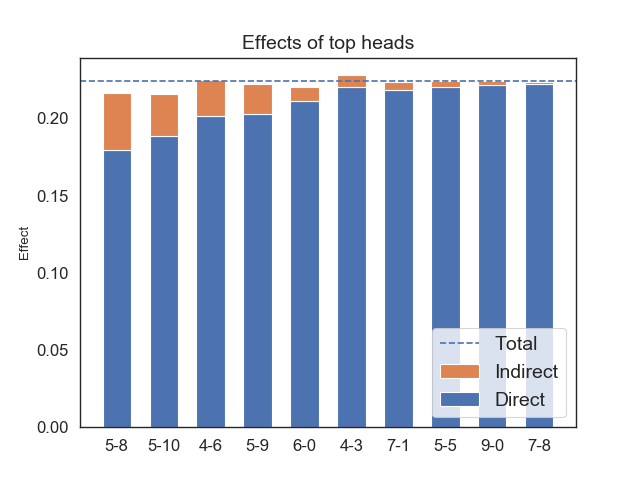 Effects of top heads
Effect
0.20
0.15
0.10
0.05
0.00
Total
Indirect
Direct
5-8 5-10 4-6 5-9 6-0 4-3 7-1 5-5 9-0 7-8